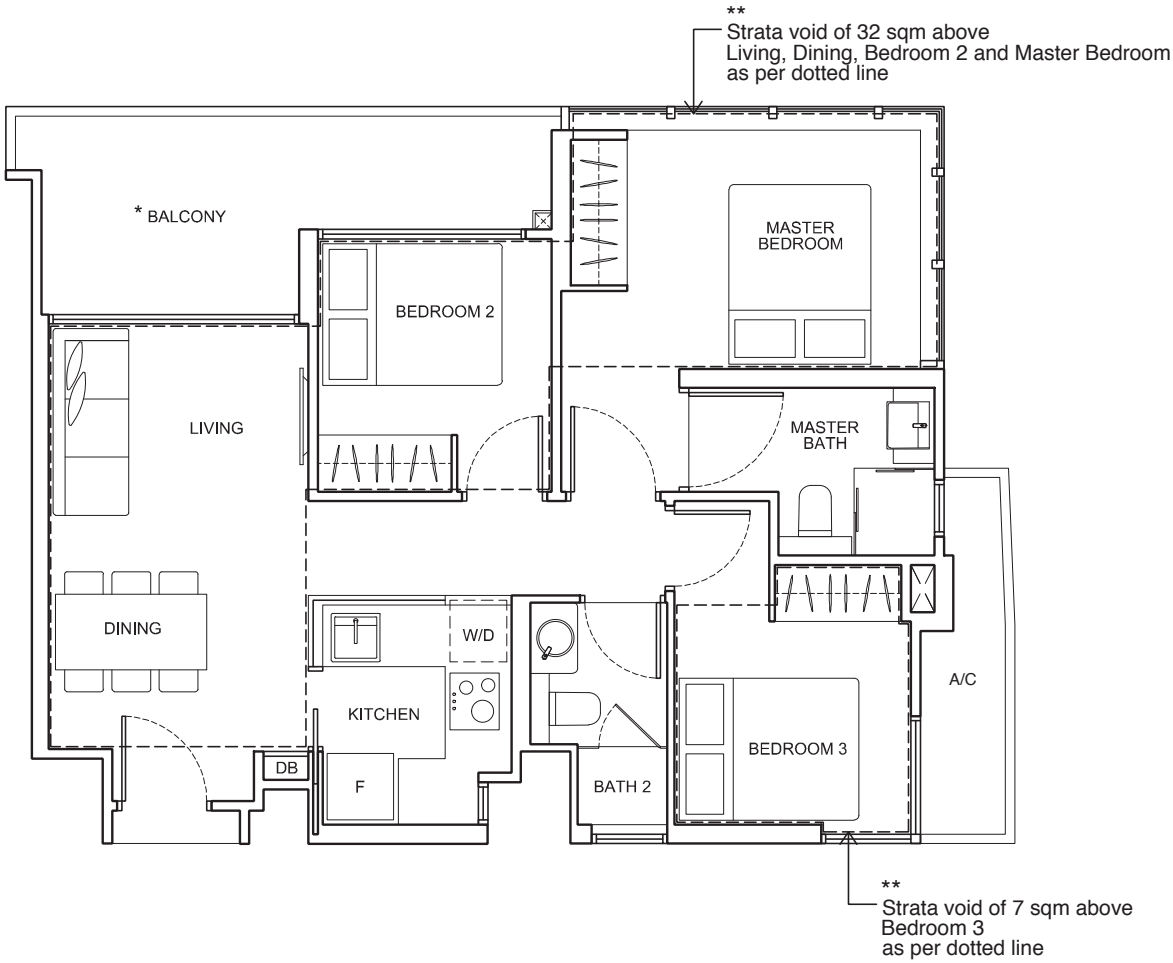 **
Strata void of 32 sqm above
Living, Dining, Bedroom 2 and Master Bedroom
as per dotted line
* BALCONY
MASTER
BEDROOM
BEDROOM 2
LIVING
MASTER
BATH
DINING
W/D
KITCHEN
A/C
BEDROOM 3
DB
F
BATH 2
**
Strata void of 7 sqm above
Bedroom 3
as per dotted line